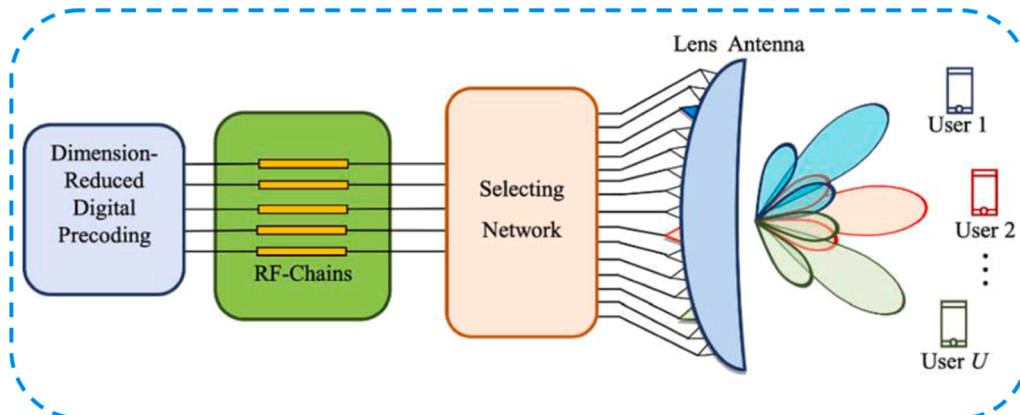 Lens Antenna
Dimension-
Reduced
Digital
Precoding
RF-Chains
Selecting
Network
User 1
User 2
User U